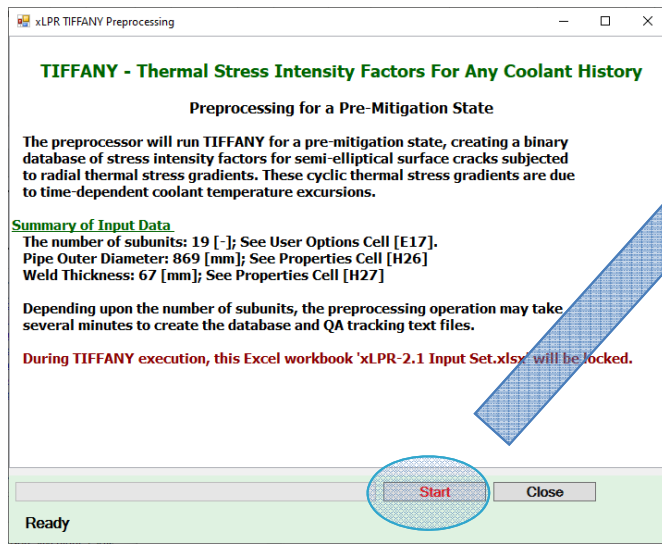 xLPR TIFFANY Preprocessing
TIFFANY - Thermal Stress Intensity Factors For Any Coolant History
Preprocessing for a Pre-Mitigation State
The preprocessor will run TIFFANY for a pre-mitigation state, creating a binary
database of stress intensity factors for semi-elliptical surface cracks subjected
to radial thermal stress gradients. These cyclic thermal stress gradients are due
to time-dependent coolant temperature excursions.
Summary of Input Data
The number of subunits: 19 [-]; See User Options Cell [E17].
Pipe Outer Diameter: 869 [mm]; See Properties Cell [H26]
Weld Thickness: 67 [mm]; See Properties Cell [H27]
Depending upon the number of subunits, the preprocessing operation may take
several minutes to create the database and QA tracking text files.
During TIFFANY execution, this Excel workbook 'xLPR-2.1 Input Set.xlsx' will be locked.
Start Close
Ready